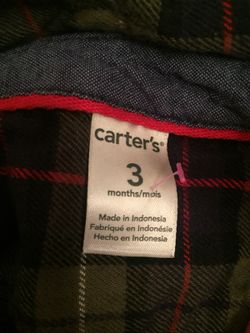 carter's®
3
months/mois
Made in Indonesia
Fabriqué en Indonésie
Hecho en Indonesia